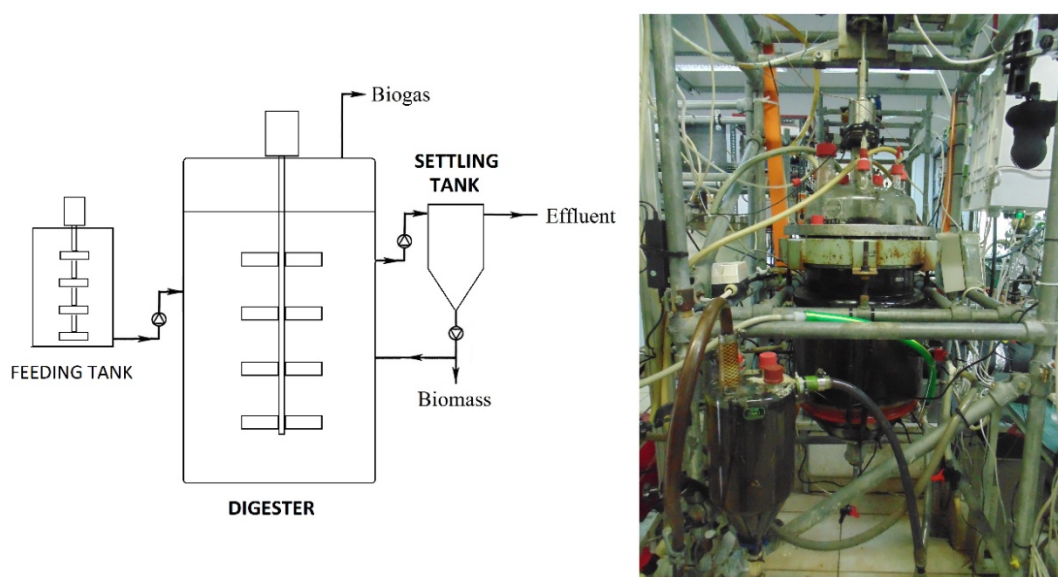 Biogas
SETTLING
TANK
Effluent
FEEDING TANK
Biomass
DIGESTER